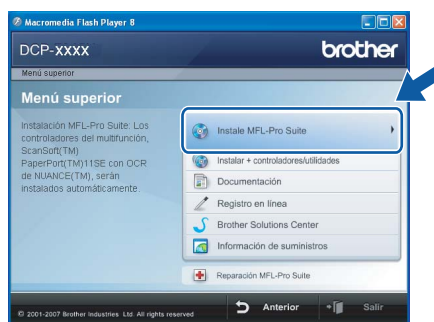 Macromedia Flash Player 8
DCP-XXXX
brother
Menú superior
Menú superior
Instalación MFL-Pro Suite: Los
controladores del multifunción,
ScanSoft(TM)
PaperPort(TM)11SE con OCR
de NUANCE(TM), serán
instalados automáticamente.
Instale MFL-Pro Suite
Instalar + controladores/utilidades
Documentación
Registro en línea
Brother Solutions Center
Información de suministros
Reparación MFL-Pro Suite
© 2001-2007 Brother Industries Ltd. All rights reserved
Anterior
Salir